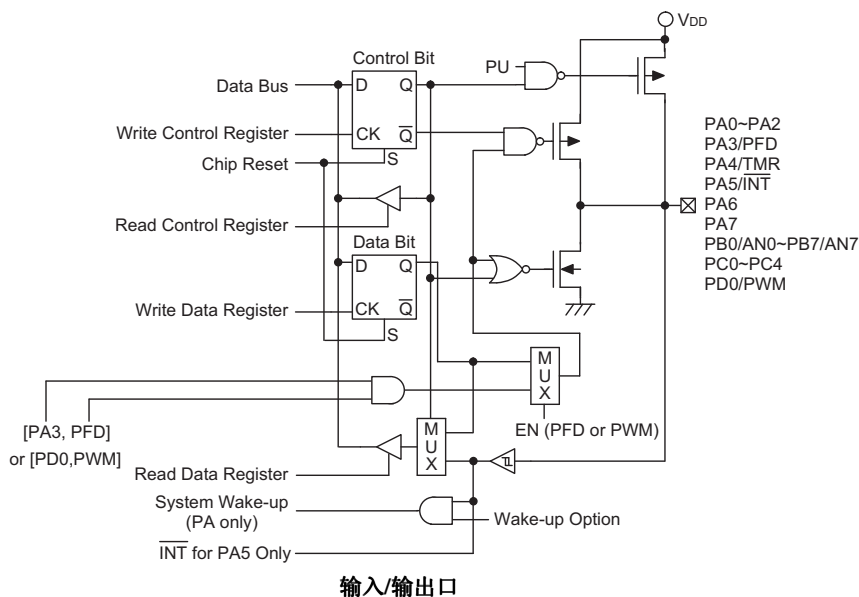 VDD
Control Bit
PU
Data Bus
D
Q
Write Control Register
CK
Q̅
Chip Reset
S
Read Control Register
Data Bit
D
Q
Write Data Register
CK
Q̅
S
PA0~PA2
PA3/PFD
PA4/TMR
PA5/I̅N̅T̅
PA6
PA7
PB0/AN0~PB7/AN7
PC0~PC4
PD0/PWM
MUX
EN (PFD or PWM)
[PA3, PFD]
or [PD0,PWM]
MUX
Read Data Register
System Wake-up
(PA only)
Wake-up Option
I̅N̅T̅ for PA5 Only
输入/输出口